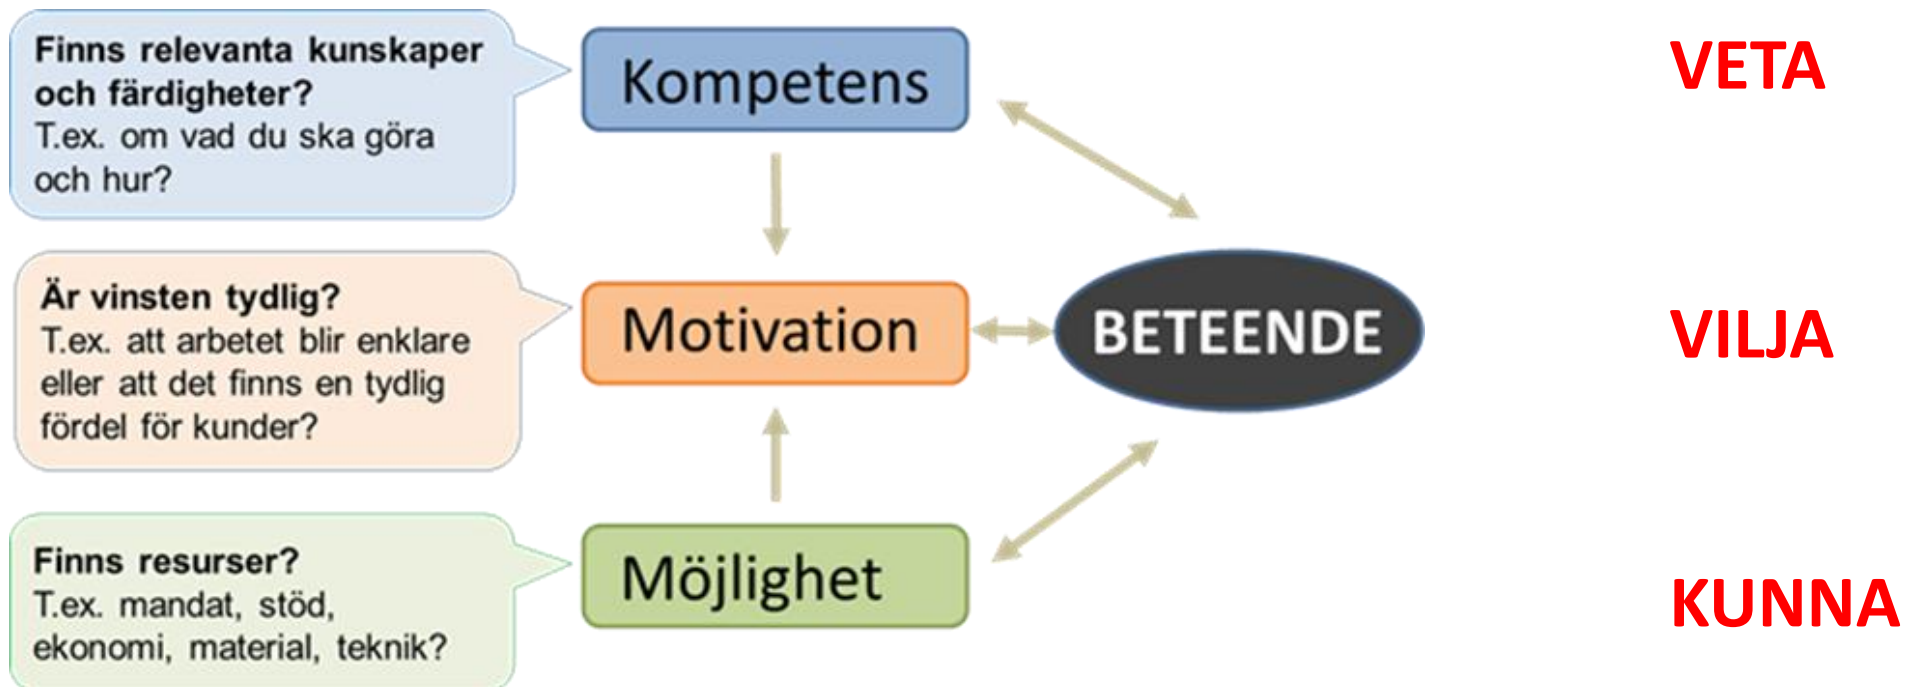 Finns relevanta kunskaper
och färdigheter?
T.ex. om vad du ska göra
och hur?
Kompetens
VETA
Är vinsten tydlig?
T.ex. att arbetet blir enklare
eller att det finns en tydlig
fördel för kunder?
Motivation
BETEENDE
VILJA
Finns resurser?
T.ex. mandat, stöd,
ekonomi, material, teknik?
Möjlighet
KUNNA